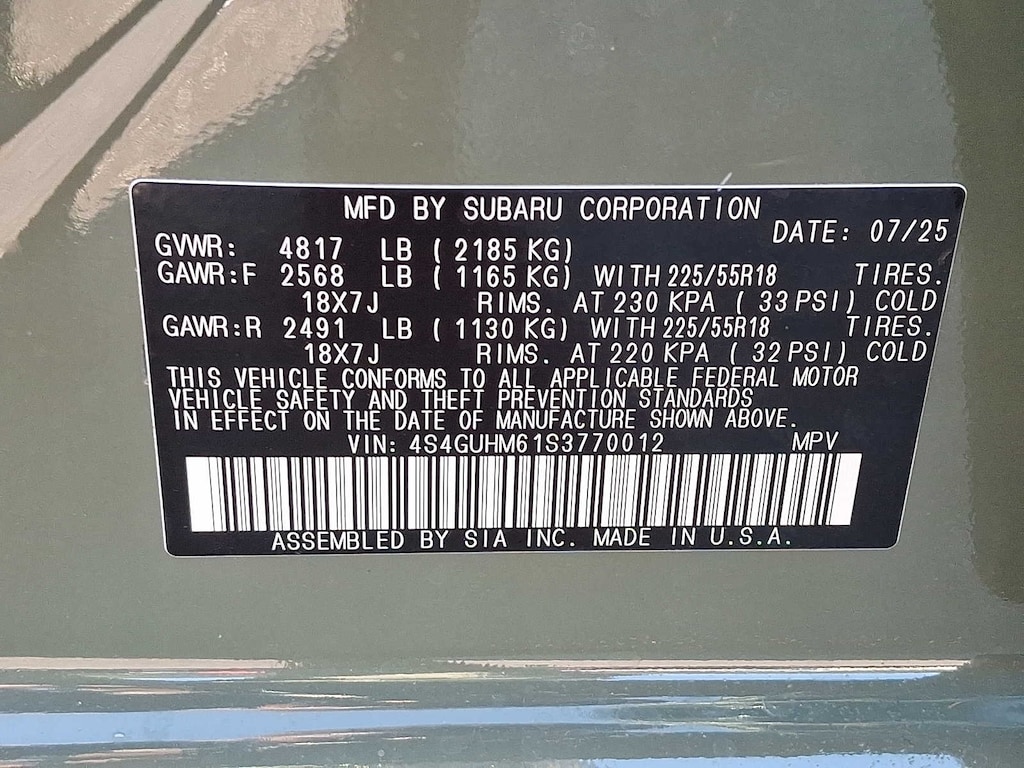 MFD BY SUBARU CORPORATION
DATE: 07/25
GVWR: 4817 LB ( 2185 KG)
GAWR:F 2568 LB ( 1165 KG) WITH 225/55R18 TIRES.
18X7J RIMS. AT 230 KPA ( 33 PSI) COLD
GAWR:R 2491 LB ( 1130 KG) WITH 225/55R18 TIRES.
18X7J RIMS. AT 220 KPA ( 32 PSI) COLD
THIS VEHICLE CONFORMS TO ALL APPLICABLE FEDERAL MOTOR
VEHICLE SAFETY AND THEFT PREVENTION STANDARDS
IN EFFECT ON THE DATE OF MANUFACTURE SHOWN ABOVE.
VIN: 4S4GUHM61S3770012 MPV
ASSEMBLED BY SIA INC. MADE IN U.S.A.